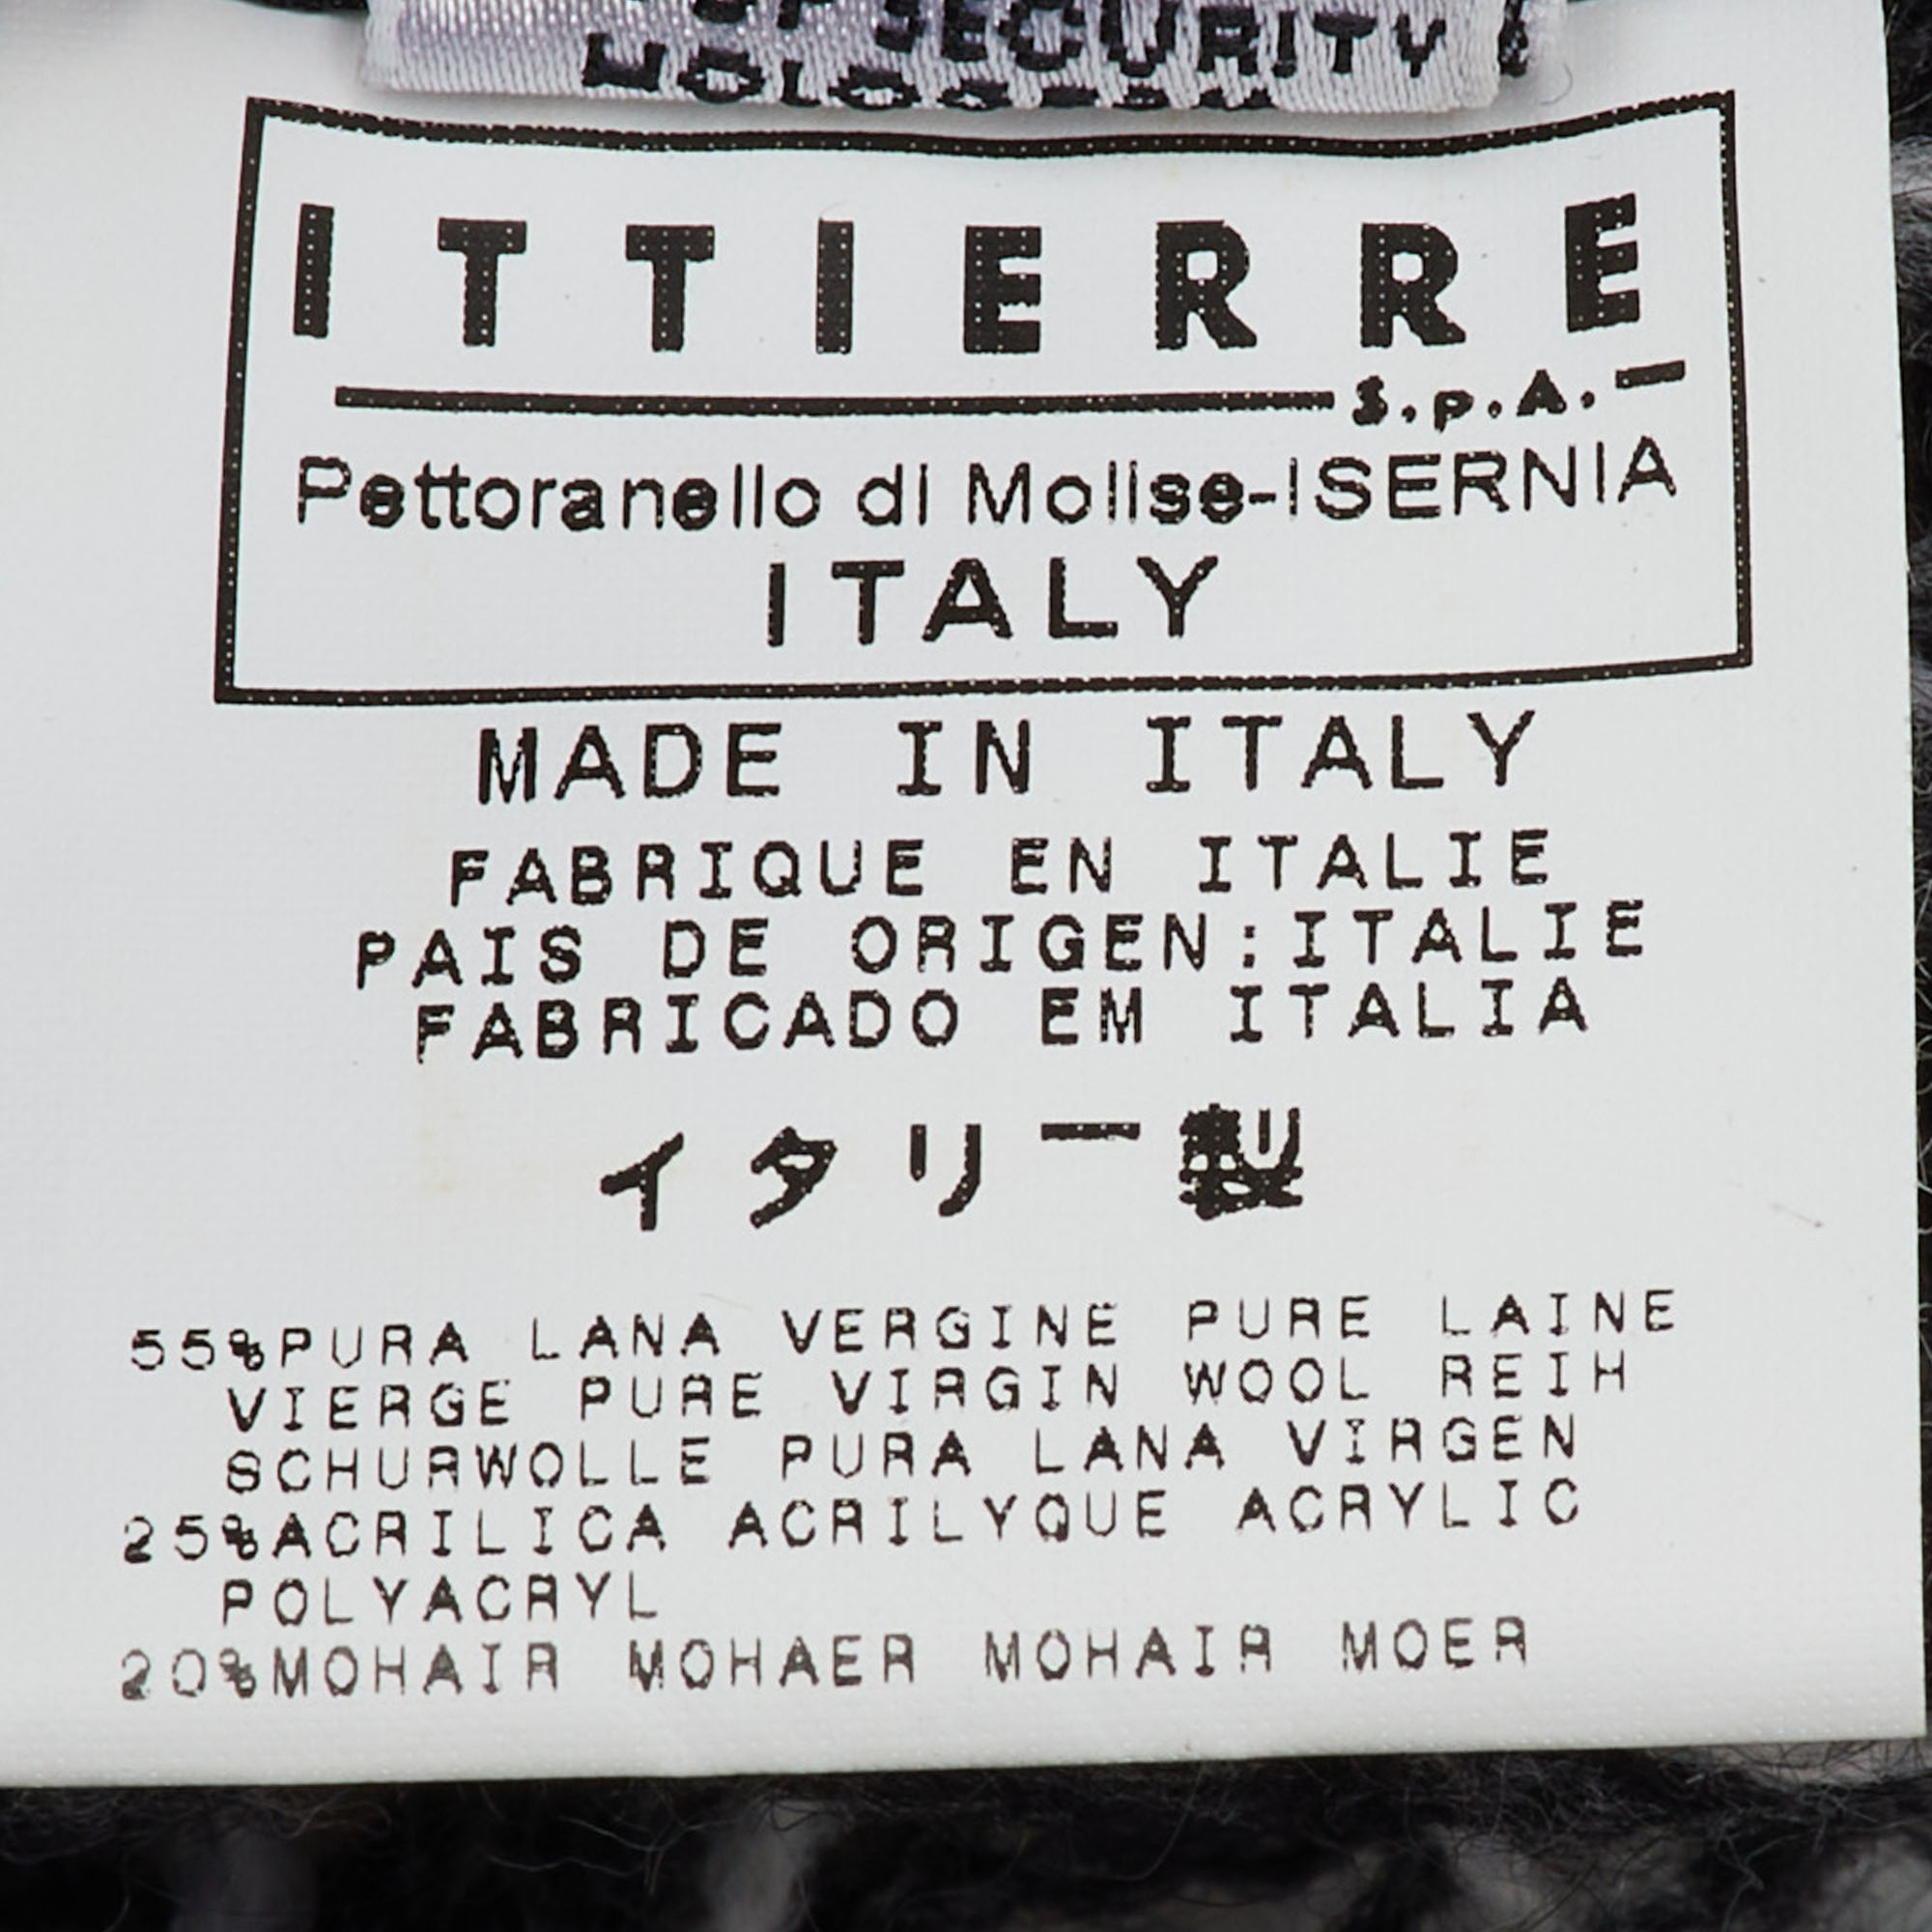 SECURITY
ITTIERRE
S.p.A.
Pettoranello di Molise-ISERNIA
ITALY
MADE IN ITALY
FABRIQUE EN ITALIE
PAIS DE ORIGEN:ITALIE
FABRICADO EM ITALIA
イタリー製
55%PURA LANA VERGINE PURE LAINE
VIERGE PURE VIRGIN WOOL REIH
SCHURWOLLE PURA LANA VIRGEN
25%ACRILICA ACRILYQUE ACRYLIC
POLYACRYL
20%MOHAIR MOHAER MOHAIR MOER